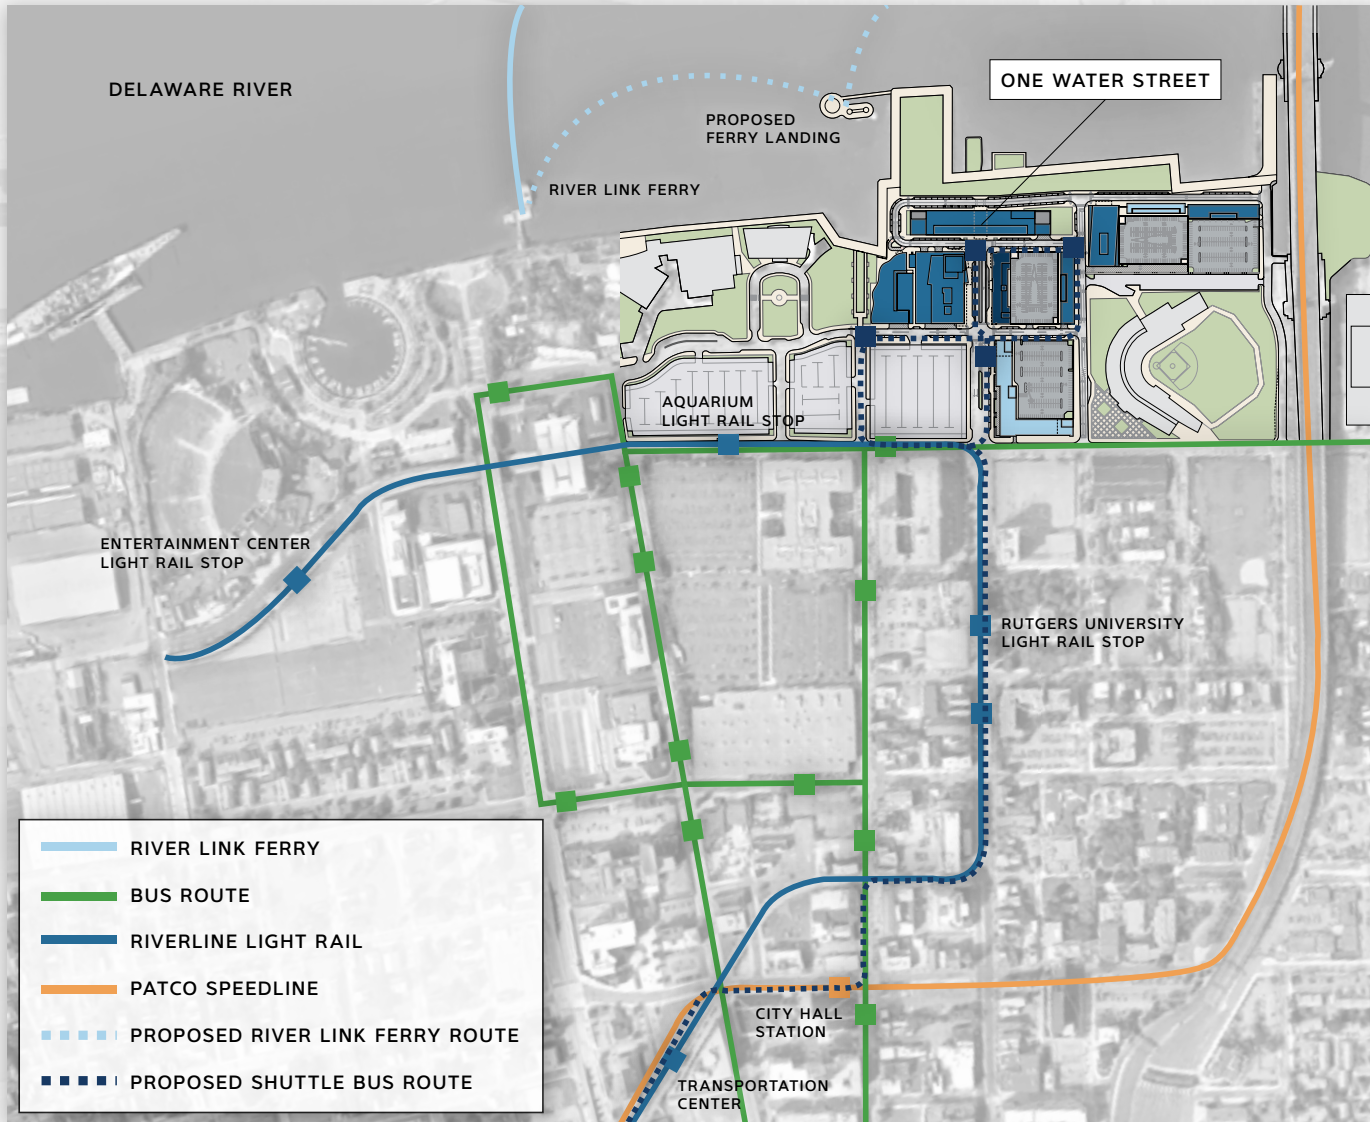 DELAWARE RIVER
ONE WATER STREET
PROPOSED
FERRY LANDING
RIVER LINK FERRY
AQUARIUM
LIGHT RAIL STOP
ENTERTAINMENT CENTER
LIGHT RAIL STOP
RUTGERS UNIVERSITY
LIGHT RAIL STOP
RIVER LINK FERRY
BUS ROUTE
RIVERLINE LIGHT RAIL
PATCO SPEEDLINE
PROPOSED RIVER LINK FERRY ROUTE
PROPOSED SHUTTLE BUS ROUTE
CITY HALL
STATION
TRANSPORTATION
CENTER